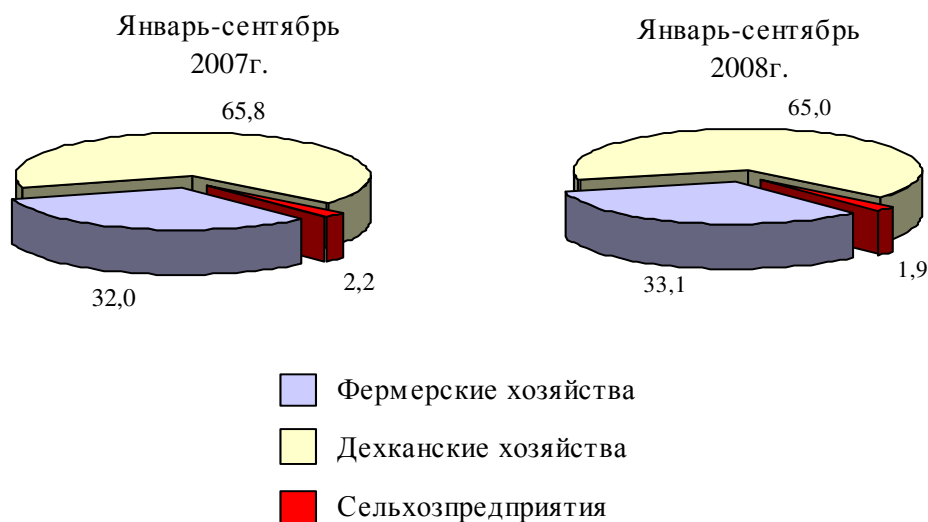 Январь-сентябрь
2007г.
65,8
32,0
2,2
Январь-сентябрь
2008г.
65,0
33,1
1,9
Фермерские хозяйства
Дехканские хозяйства
Сельхозпредприятия